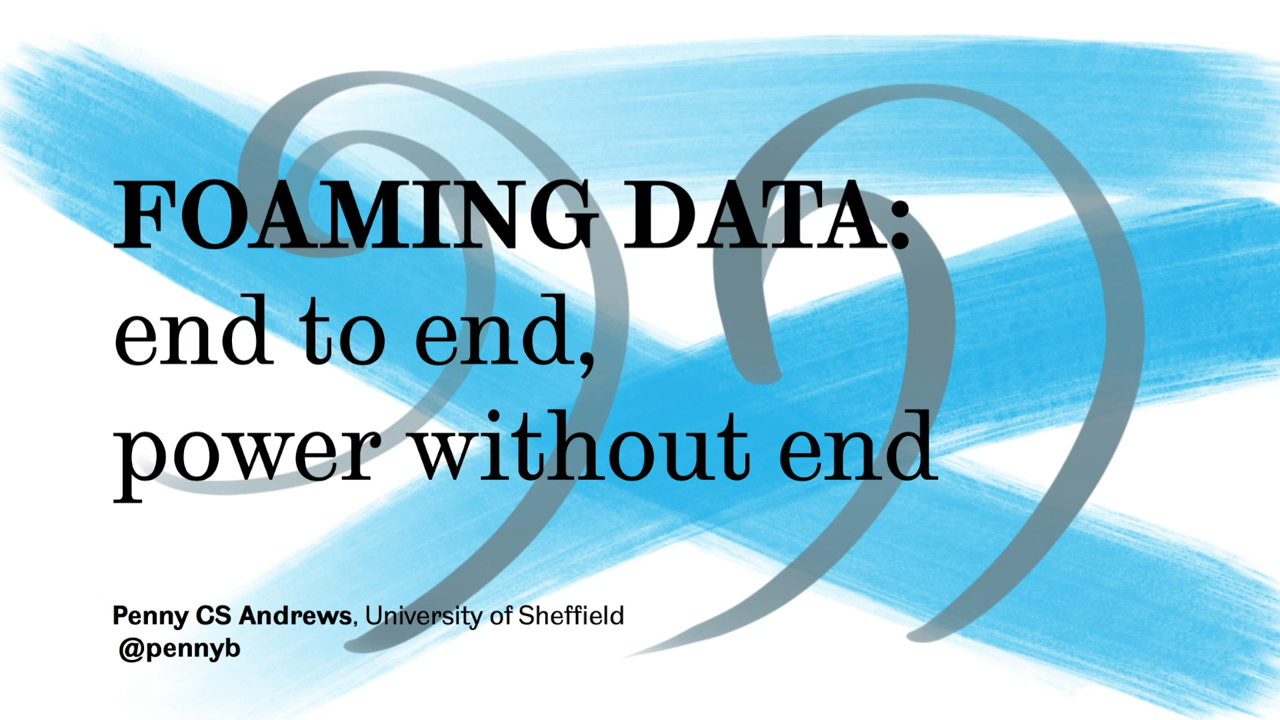 FOAMING DATA:
end to end,
power without end
Penny CS Andrews, University of Sheffield
@pennyb